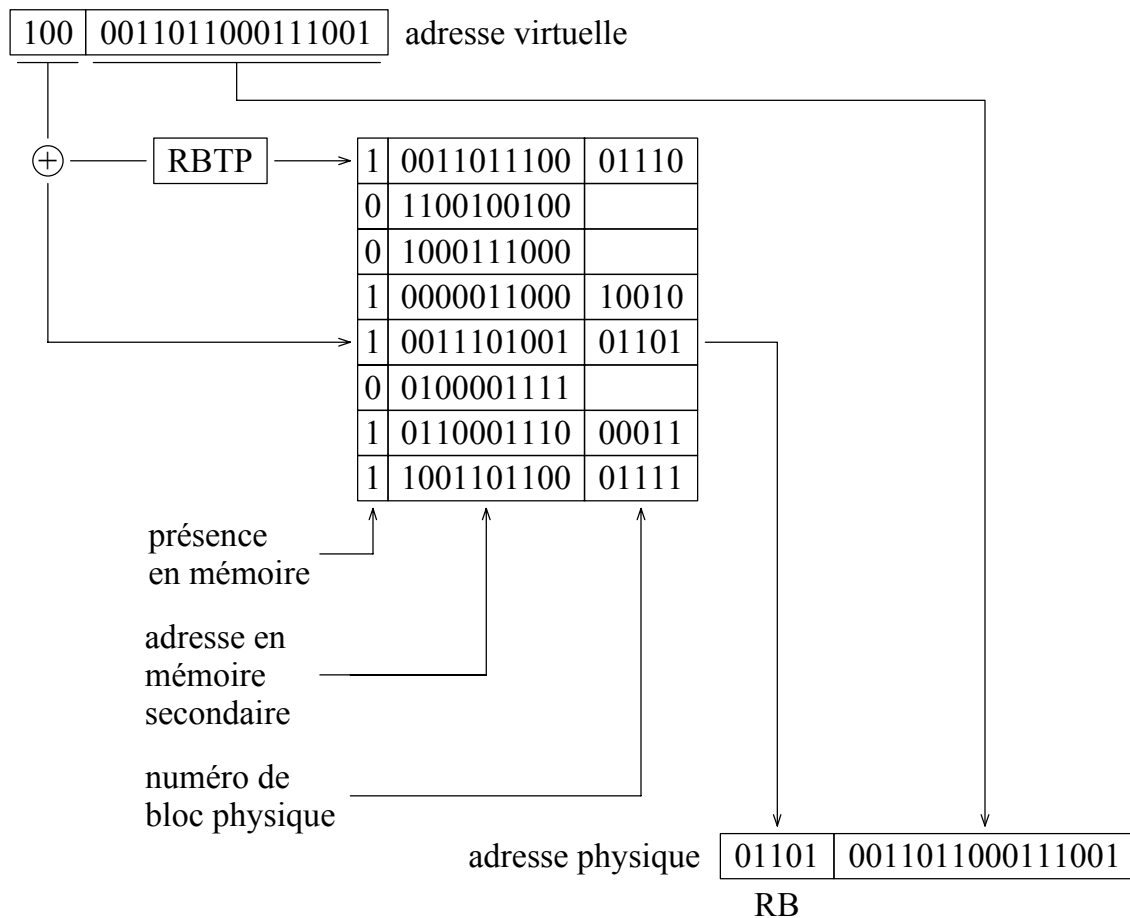 100 0011011000111001 adresse virtuelle
+ RBTP
1 0011011100 01110
0 1100100100
0 1000111000
1 0000011000 10010
1 0011101001 01101
0 0100001111
1 0110001110 00011
1 1001101100 01111
présence
en mémoire
adresse en
mémoire
secondaire
numéro de
bloc physique
adresse physique 01101 0011011000111001
RB